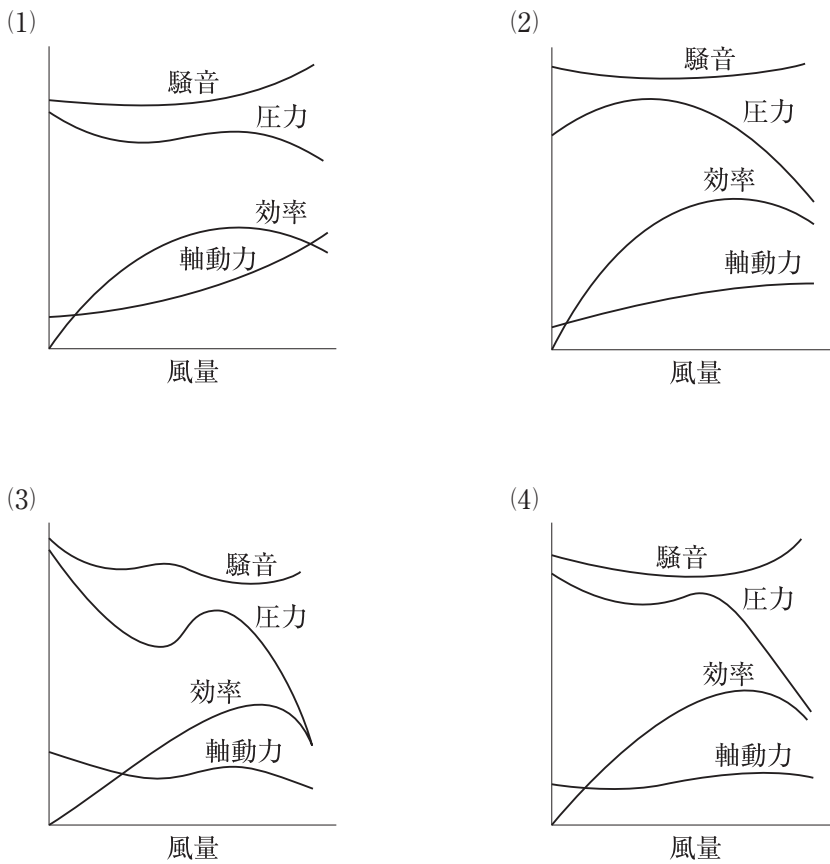 (1)
騒音
圧力
効率
軸動力
風量
(2)
騒音
圧力
効率
軸動力
風量
(3)
騒音
圧力
効率
軸動力
風量
(4)
騒音
圧力
効率
軸動力
風量